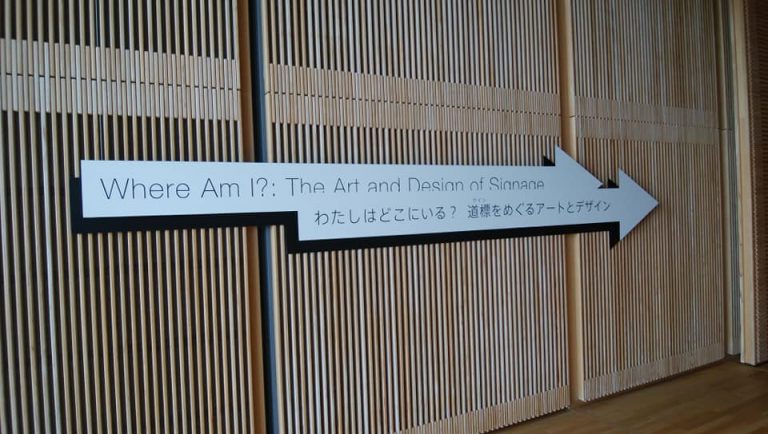 Where Am I?: The Art and Design of Signage
わたしはどこにいる？ 道標をめぐるアートとデザイン